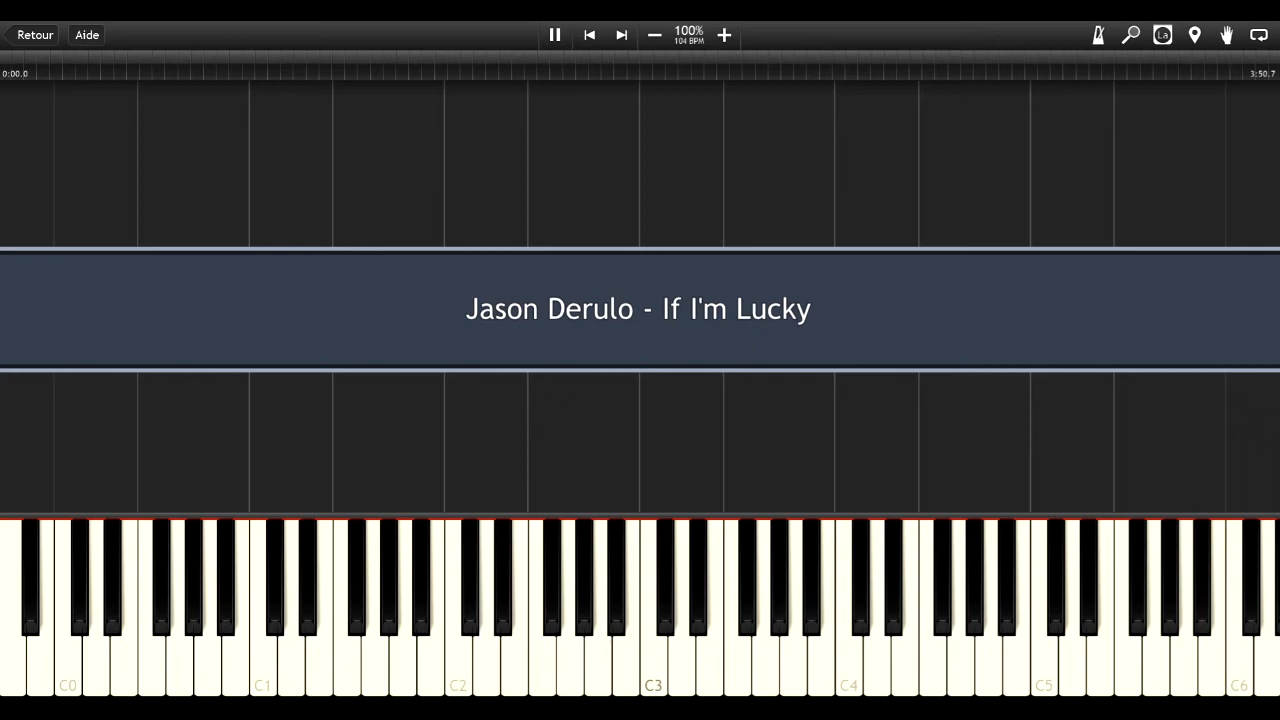 Retour Aide 100% La
104 BPM
0:00.0 3:50.7
Jason Derulo - If I'm Lucky
C0 C1 C2 C3 C4 C5 C6